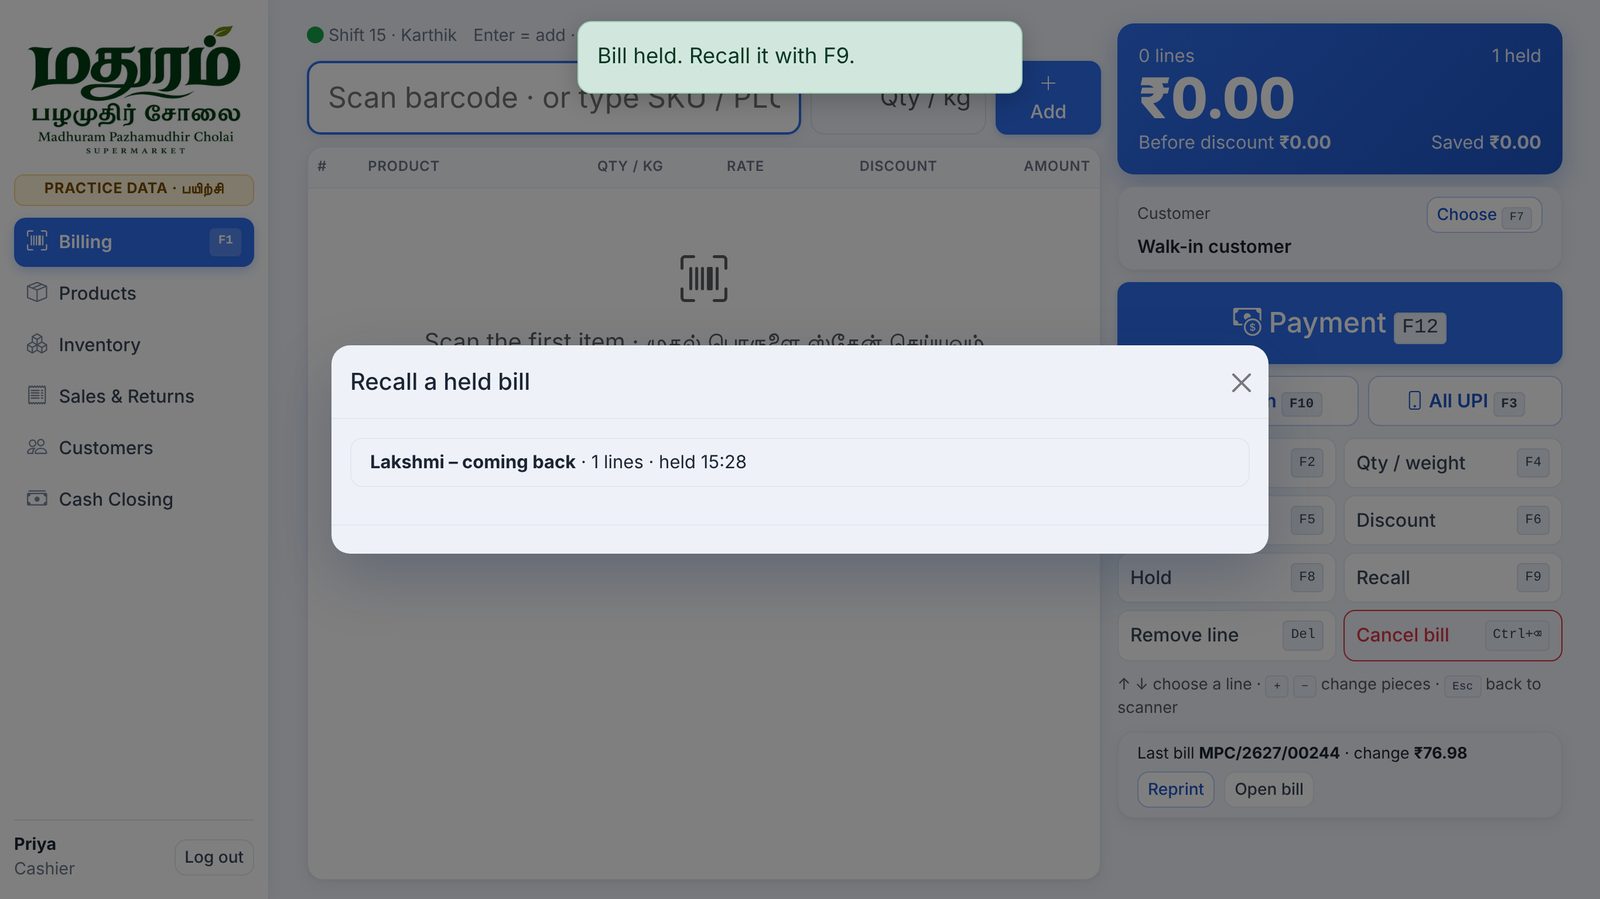 மதுரம்
பழமுதிர் சோலை
Madhuram Pazhamudhir Cholai
SUPERMARKET
PRACTICE DATA · பயிற்சி
Billing F1
Products
Inventory
Sales & Returns
Customers
Cash Closing
Priya
Cashier
Log out
Shift 15 · Karthik Enter = add ·
Bill held. Recall it with F9.
Scan barcode · or type SKU / PLU
Qty / kg
+ Add
# PRODUCT QTY / KG RATE DISCOUNT AMOUNT
Scan the first item · முதல் பொருளை ஸ்கேன் செய்யவும்
Recall a held bill
Lakshmi – coming back · 1 lines · held 15:28
0 lines 1 held
₹0.00
Before discount ₹0.00 Saved ₹0.00
Customer
Choose F7
Walk-in customer
Payment F12
F10
All UPI F3
F2
Qty / weight F4
F5
Discount F6
Hold F8
Recall F9
Remove line Del
Cancel bill Ctrl+⌫
↑ ↓ choose a line · + − change pieces · Esc back to
scanner
Last bill MPC/2627/00244 · change ₹76.98
Reprint Open bill